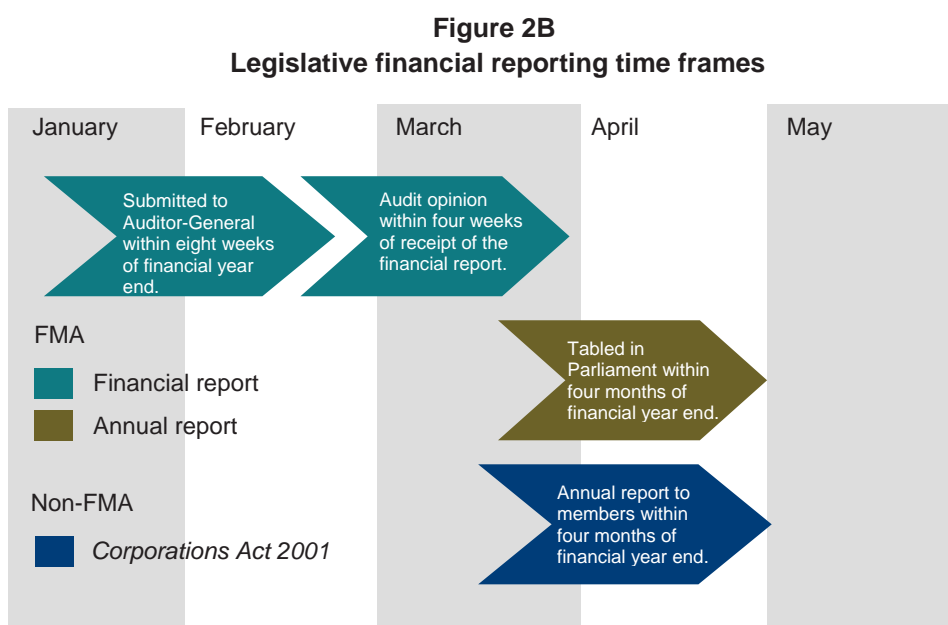 Figure 2B
Legislative financial reporting time frames
January
February
March
April
May
Submitted to
Auditor-General
within eight weeks
of financial year
end.
Audit opinion
within four weeks
of receipt of the
financial report.
FMA
Financial report
Annual report
Tabled in
Parliament within
four months of
financial year end.
Non-FMA
Corporations Act 2001
Annual report to
members within
four months of
financial year end.